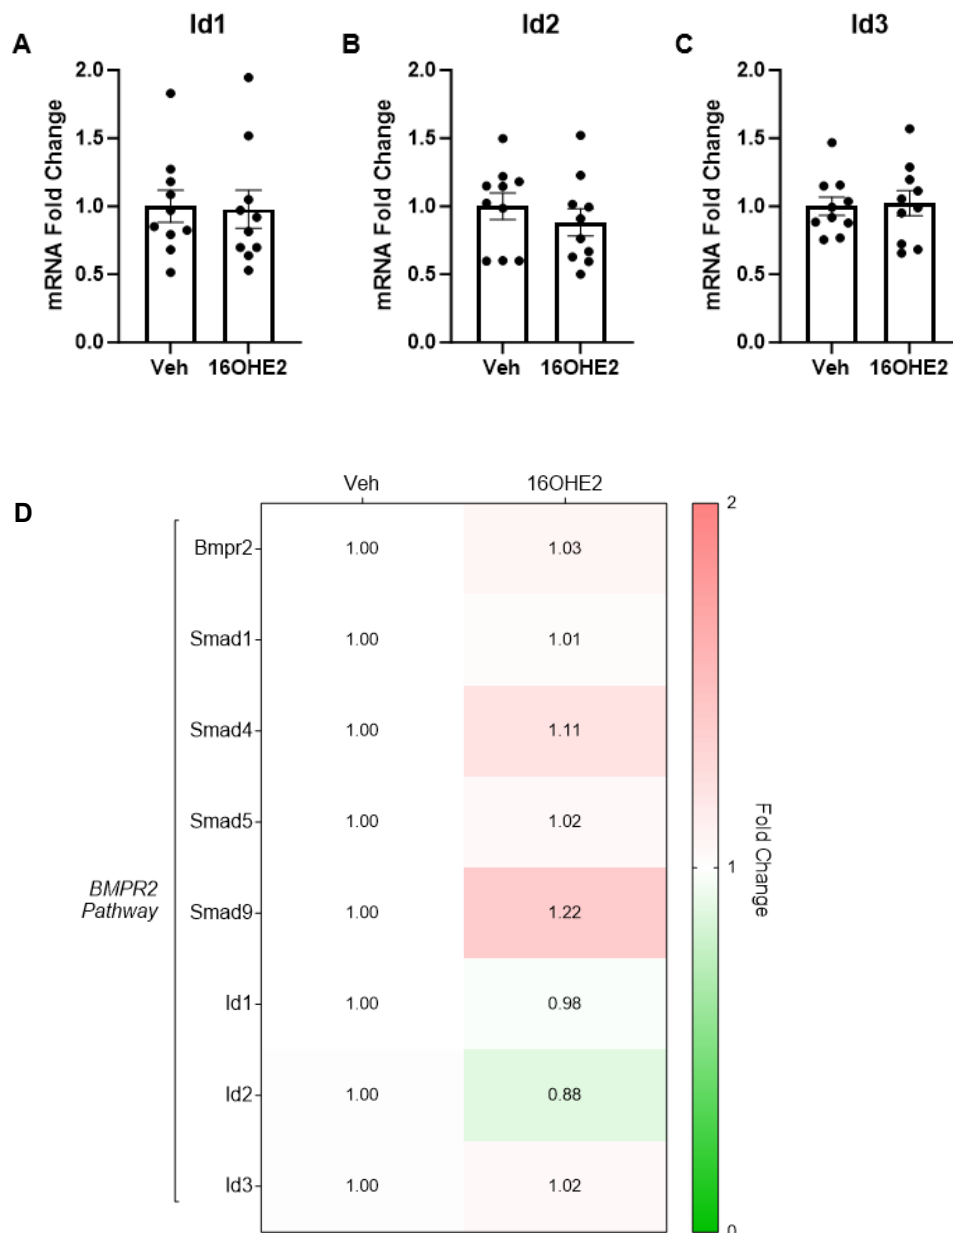 Id1
Id2
Id3
A
B
C
mRNA Fold Change
2.0
1.5
1.0
0.5
0.0
Veh
16OHE2
mRNA Fold Change
2.0
1.5
1.0
0.5
0.0
Veh
16OHE2
mRNA Fold Change
2.0
1.5
1.0
0.5
0.0
Veh
16OHE2
D
Veh 16OHE2
Bmpr2 1.00 1.03
Smad1 1.00 1.01
Smad4 1.00 1.11
Smad5 1.00 1.02
Smad9 1.00 1.22
Id1 1.00 0.98
Id2 1.00 0.88
Id3 1.00 1.02
BMPR2
Pathway
2
1
0
Fold Change